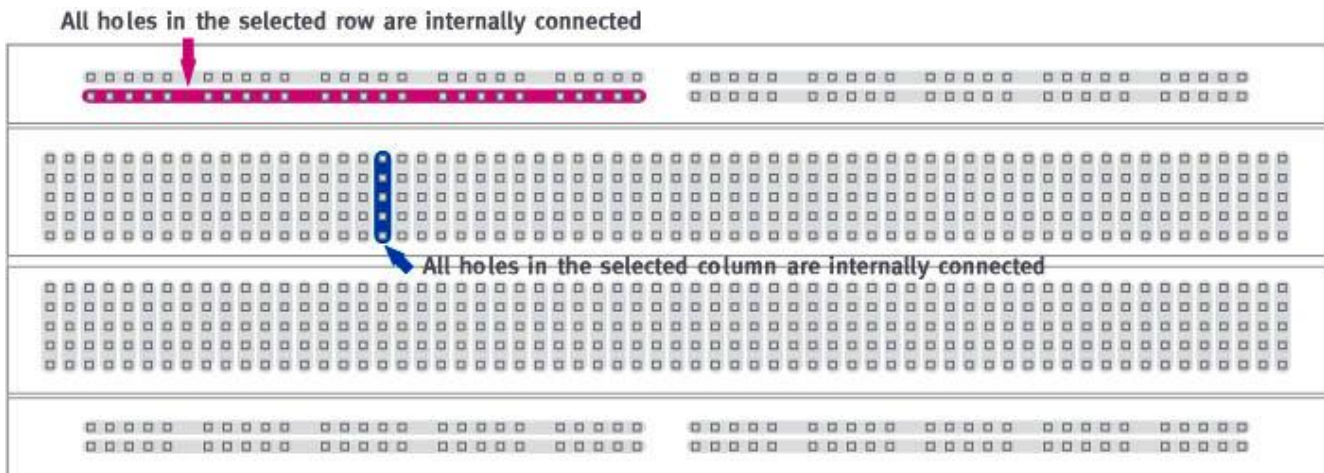 All holes in the selected row are internally connected
All holes in the selected column are internally connected